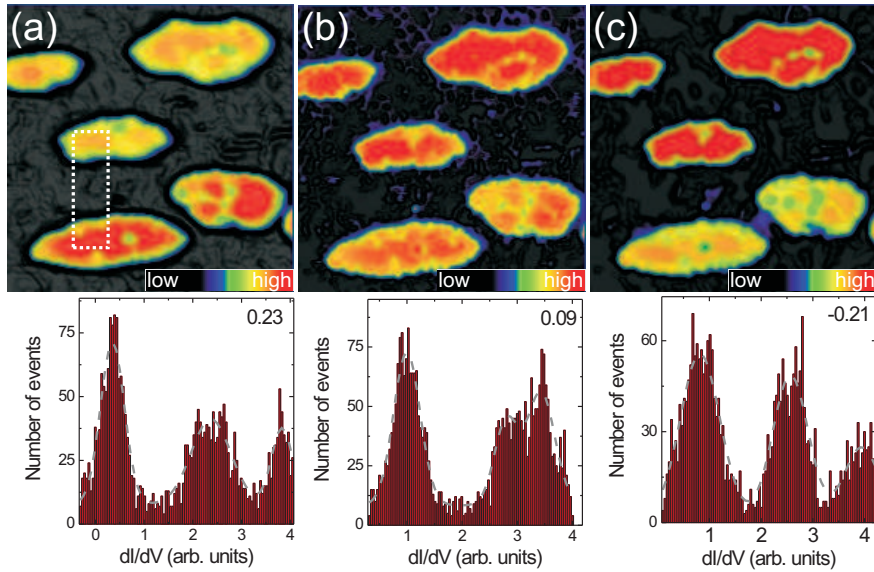 (a) (b) (c)
low high low high low high
0.23 0.09 -0.21
Number of events
75
50
25
0
0 1 2 3 4
dI/dV (arb. units)
Number of events
75
50
25
0
1 2 3 4
dI/dV (arb. units)
Number of events
60
30
0
1 2 3 4
dI/dV (arb. units)